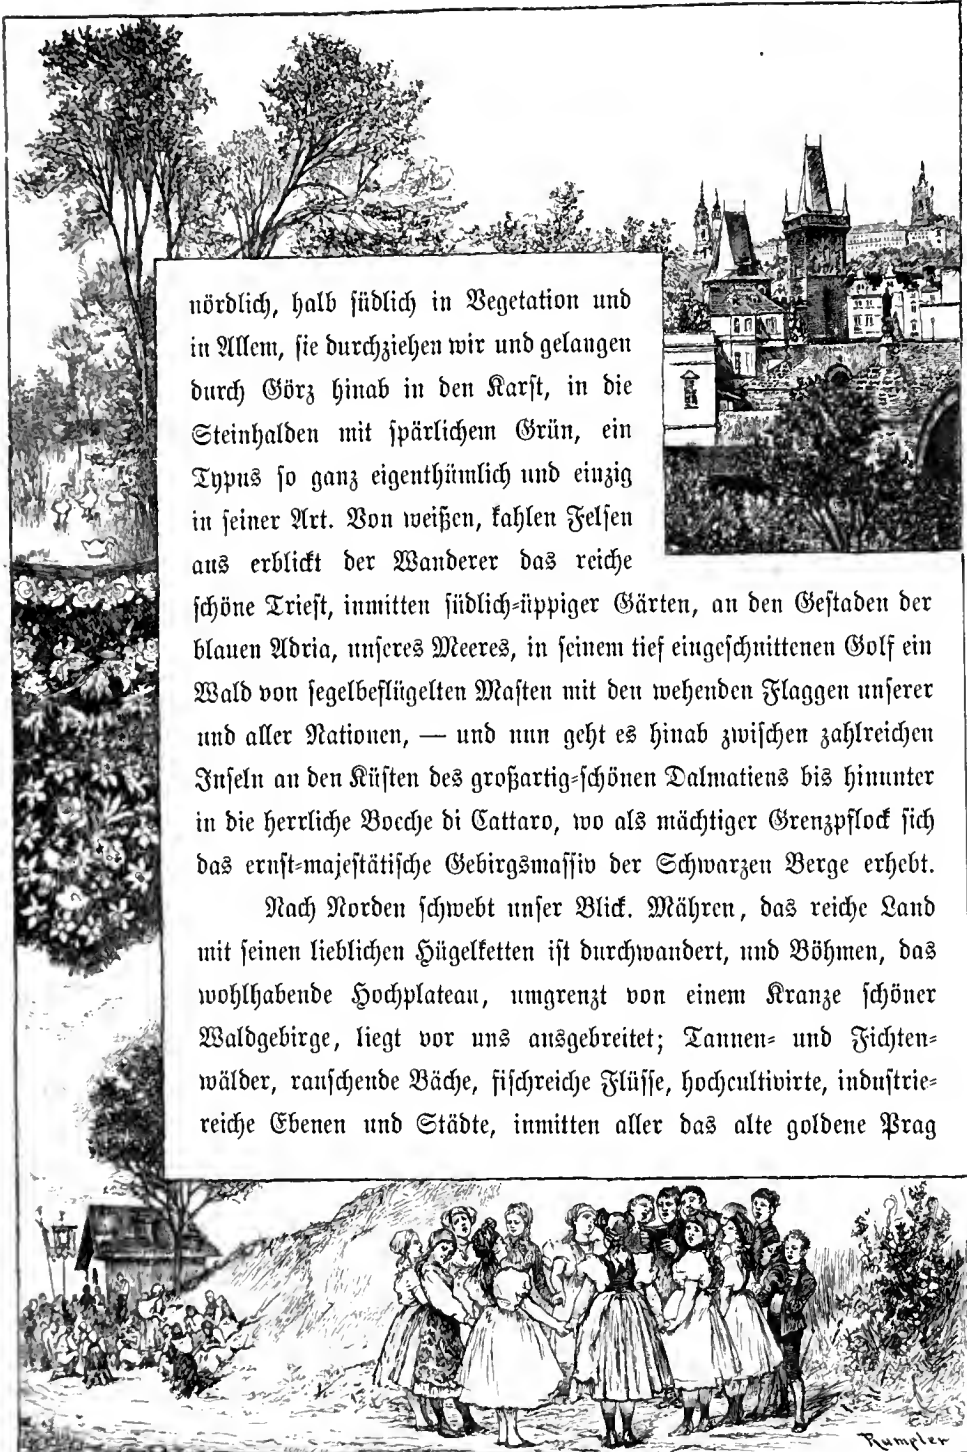 nördlich, halb südlich in Vegetation und
in Allem, sie durchziehen wir und gelangen
durch Görz hinab in den Karst, in die
Steinhalden mit spärlichem Grün, ein
Typus so ganz eigenthümlich und einzig
in seiner Art. Von weißen, kahlen Felsen
aus erblickt der Wanderer das reiche
schöne Triest, inmitten südlich-üppiger Gärten, an den Gestaden der
blauen Adria, unseres Meeres, in seinem tief eingeschnittenen Golf ein
Wald von segelbeflügelten Masten mit den wehenden Flaggen unserer
und aller Nationen, — und nun geht es hinab zwischen zahlreichen
Inseln an den Küsten des großartig-schönen Dalmatiens bis hinunter
in die herrliche Bocche di Cattaro, wo als mächtiger Grenzpflock sich
das ernst-majestätische Gebirgsmassiv der Schwarzen Berge erhebt.
Nach Norden schwebt unser Blick. Mähren, das reiche Land
mit seinen lieblichen Hügelketten ist durchwandert, und Böhmen, das
wohlhabende Hochplateau, umgrenzt von einem Kranze schöner
Waldgebirge, liegt vor uns ausgebreitet; Tannen- und Fichten-
wälder, rauschende Bäche, fischreiche Flüsse, hochcultivirte, industrie-
reiche Ebenen und Städte, inmitten aller das alte goldene Prag
Rumpler